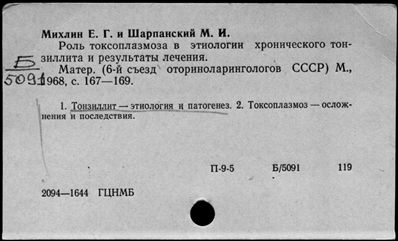 Михлин Е. Г. и Шарпанский М. И.
Роль токсоплазмоза в этиологии хронического тон-
зиллита и результаты лечения.
Матер. (6-й съезд оториноларингологов СССР) М.,
1968, с. 167—169.
Б
5091
1. Тонзиллит — этиология и патогенез. 2. Токсоплазмоз — ослож-
нения и последствия.
П-9-5 Б/5091 119
2094—1644 ГЦНМБ